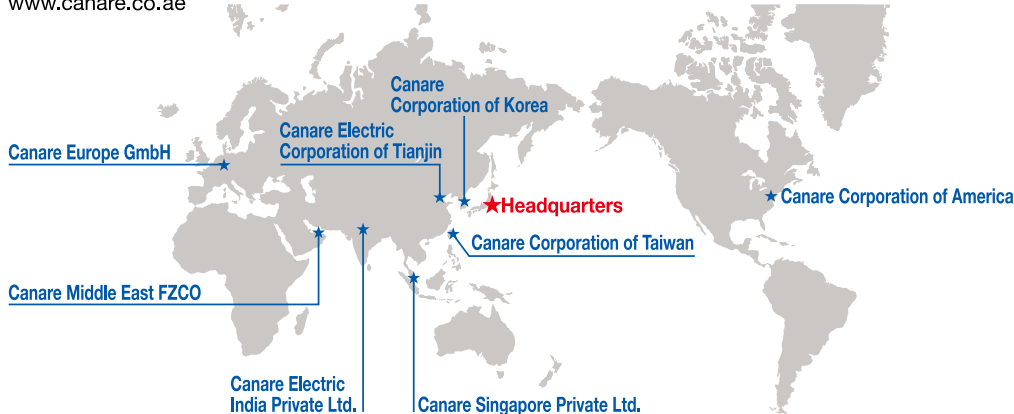 www.canare.co.ae
Canare
Corporation of Korea
Canare Electric
Corporation of Tianjin
Canare Europe GmbH
Canare Corporation of America
★Headquarters
Canare Corporation of Taiwan
Canare Middle East FZCO
Canare Electric
India Private Ltd.
Canare Singapore Private Ltd.